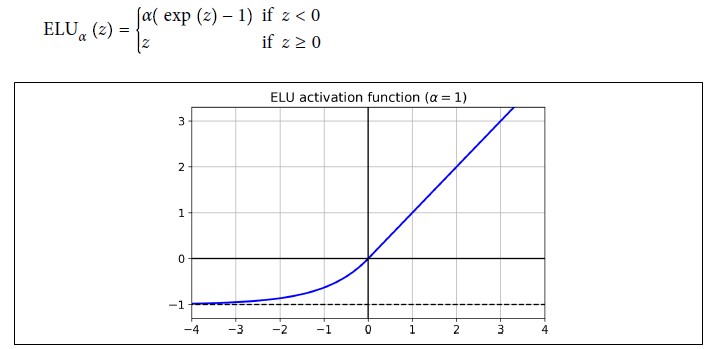 ELUα (z) = {α( exp (z) − 1) if z < 0
z if z ≥ 0
ELU activation function (α = 1)
3
2
1
0
−1
−4 −3 −2 −1 0 1 2 3 4